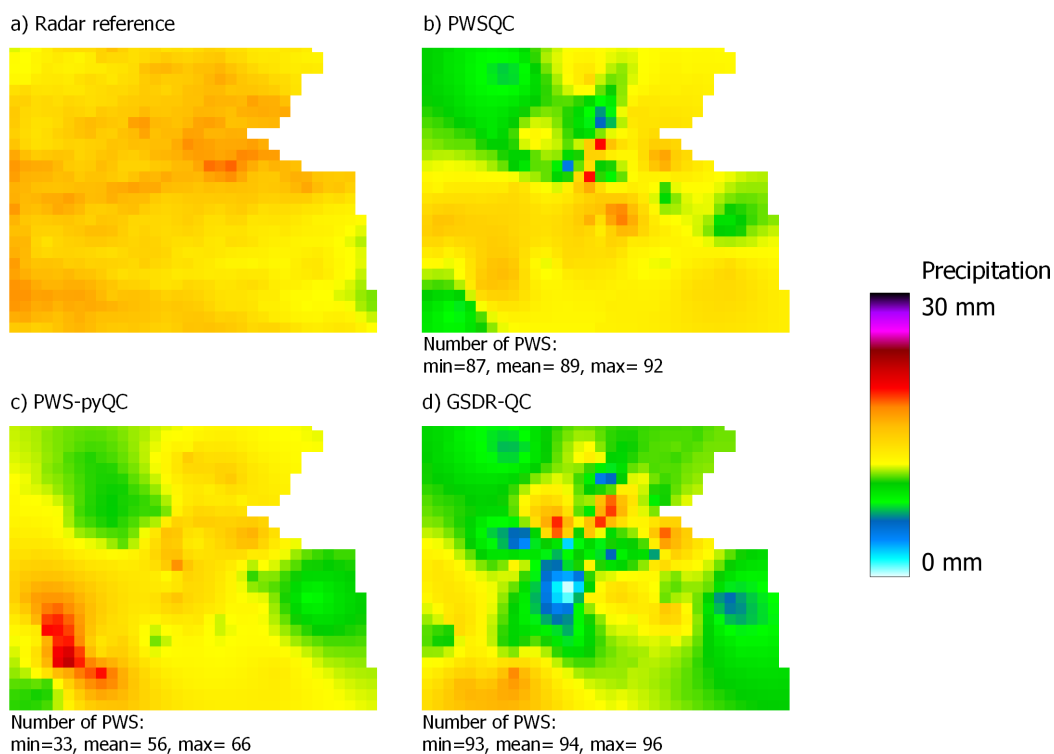 a) Radar reference
b) PWSQC
Number of PWS:
min=87, mean= 89, max= 92
Precipitation
30 mm
0 mm
c) PWS-pyQC
d) GSDR-QC
Number of PWS:
min=33, mean= 56, max= 66
Number of PWS:
min=93, mean= 94, max= 96